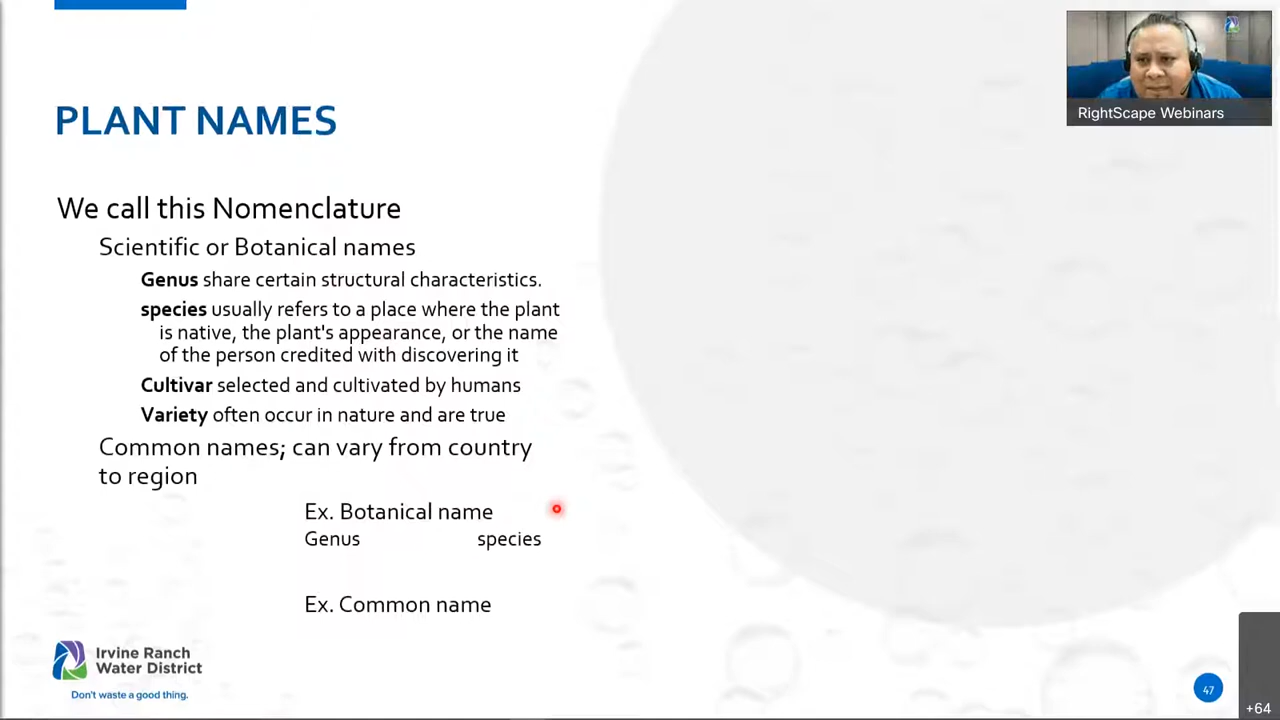 RightScape Webinars
PLANT NAMES
We call this Nomenclature
Scientific or Botanical names
Genus share certain structural characteristics.
species usually refers to a place where the plant
is native, the plant's appearance, or the name
of the person credited with discovering it
Cultivar selected and cultivated by humans
Variety often occur in nature and are true
Common names; can vary from country
to region
Ex. Botanical name
Genus species
Ex. Common name
Irvine Ranch
Water District
Don't waste a good thing.
47
+64